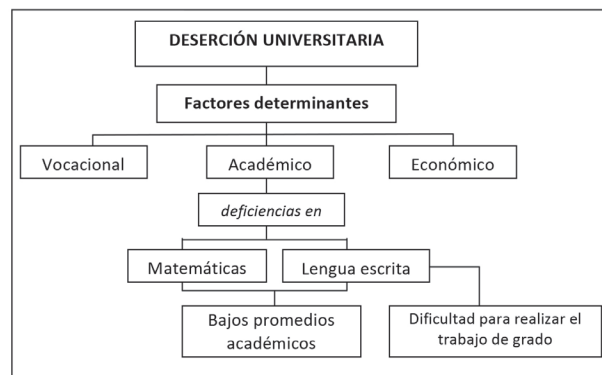 DESERCIÓN UNIVERSITARIA
Factores determinantes
Vocacional
Académico
Económico
deficiencias en
Matemáticas
Lengua escrita
Bajos promedios
académicos
Dificultad para realizar el
trabajo de grado